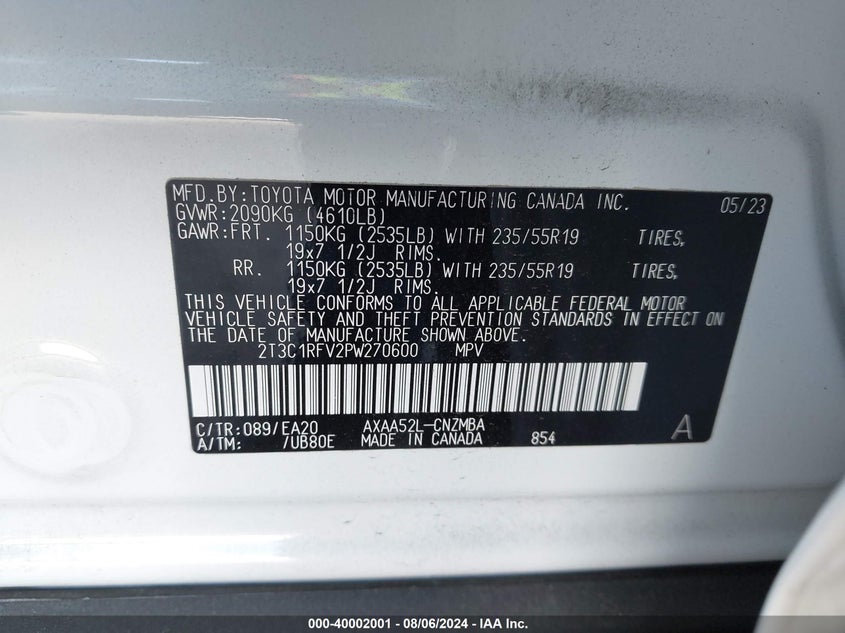 MFD.BY:TOYOTA MOTOR MANUFACTURING CANADA INC. 05/23
GVWR:2090KG (4610LB)
GAWR:FRT. 1150KG (2535LB) WITH 235/55R19 TIRES,
19x7 1/2J RIMS.
RR. 1150KG (2535LB) WITH 235/55R19 TIRES,
19x7 1/2J RIMS.
THIS VEHICLE CONFORMS TO ALL APPLICABLE FEDERAL MOTOR
VEHICLE SAFETY AND THEFT PREVENTION STANDARDS IN EFFECT ON
THE DATE OF MANUFACTURE SHOWN ABOVE.
2T3C1RFV2PW270600 MPV
C/TR:089/EA20 AXAA52L-CNZMBA A
A/TM: /UB80E MADE IN CANADA 854
000-40002001 - 08/06/2024 - IAA Inc.